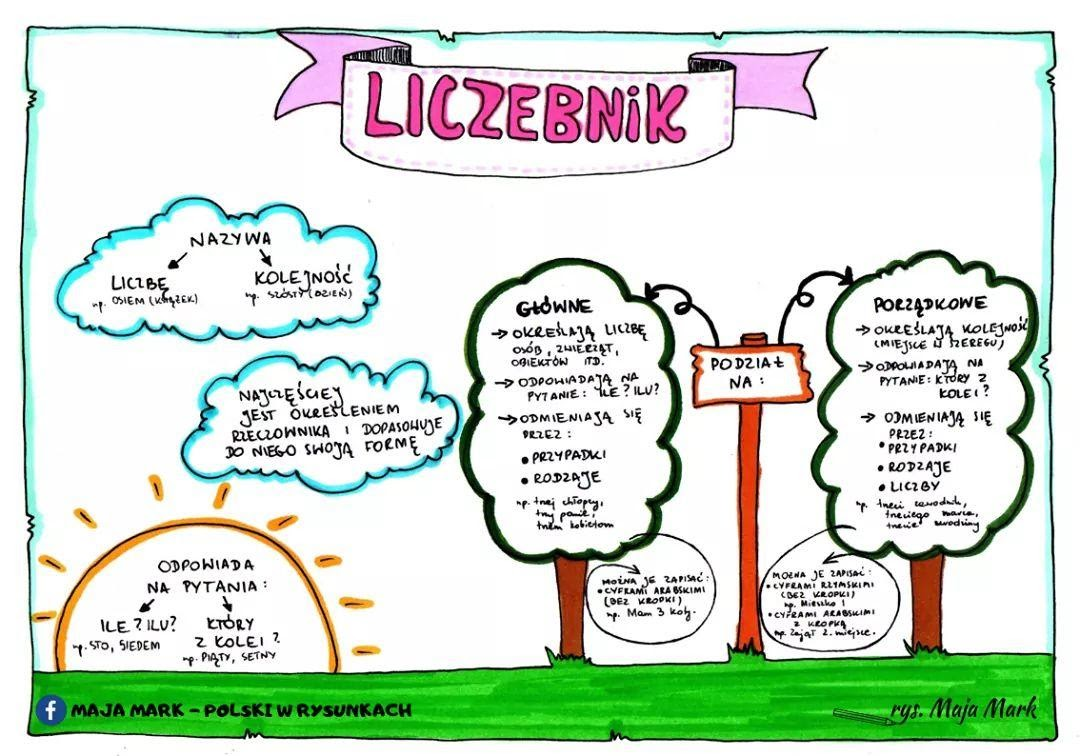 LICZEBNIK
NAZYWA
LICZBĘ
np. OSIEM (KSIĄŻEK)
KOLEJNOŚĆ
np. SZÓSTY (DZIEŃ)
NAJCZĘŚCIEJ
JEST OKREŚLENIEM
RZECZOWNIKA I DOPASOWUJE
DO NIEGO SWOJĄ FORMĘ
ODPOWIADA
NA PYTANIA:
ILE? ILU?
np. STO, SIEDEM
KTÓRY
Z KOLEI?
np. PIĄTY, SETNY
PODZIAŁ
NA:
GŁÓWNE
→ OKREŚLAJĄ LICZBĘ
OSÓB, ZWIERZĄT,
OBIEKTÓW ITD.
→ ODPOWIADAJĄ NA
PYTANIE: ILE? ILU?
→ ODMIENIAJĄ SIĘ
PRZEZ:
• PRZYPADKI
• RODZAJE
np. trzej chłopcy,
trzy panie,
trzem kobietom
MOŻNA JE ZAPISAĆ:
• CYFRAMI ARABSKIMI
(BEZ KROPKI)
np. Mam 3 koty.
PORZĄDKOWE
→ OKREŚLAJĄ KOLEJNOŚĆ
(MIEJSCE W SZEREGU)
→ ODPOWIADAJĄ NA
PYTANIE: KTÓRY Z
KOLEI?
→ ODMIENIAJĄ SIĘ
PRZEZ:
• PRZYPADKI
• RODZAJE
• LICZBY
np. trzeci zawodnik,
trzeciego marca,
trzecie urodziny
MOŻNA JE ZAPISAĆ:
• CYFRAMI RZYMSKIMI
(BEZ KROPKI)
np. Mieszko I
• CYFRAMI ARABSKIMI
Z KROPKĄ
np. Zajął 2. miejsce.
f MAJA MARK - POLSKI W RYSUNKACH
rys. Maja Mark